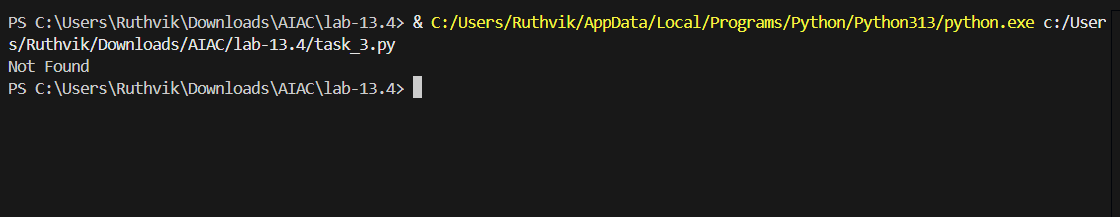 PS C:\Users\Ruthvik\Downloads\AIAC\lab-13.4> & C:/Users/Ruthvik/AppData/Local/Programs/Python/Python313/python.exe c:/User
s/Ruthvik/Downloads/AIAC/lab-13.4/task_3.py
Not Found
PS C:\Users\Ruthvik\Downloads\AIAC\lab-13.4>